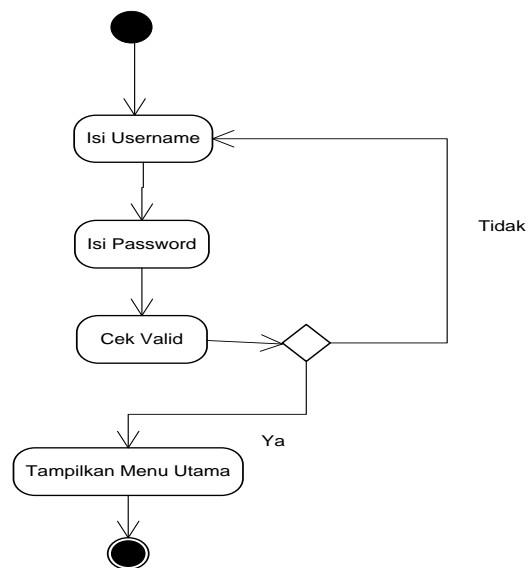 Isi Username
Tidak
Isi Password
Cek Valid
Ya
Tampilkan Menu Utama